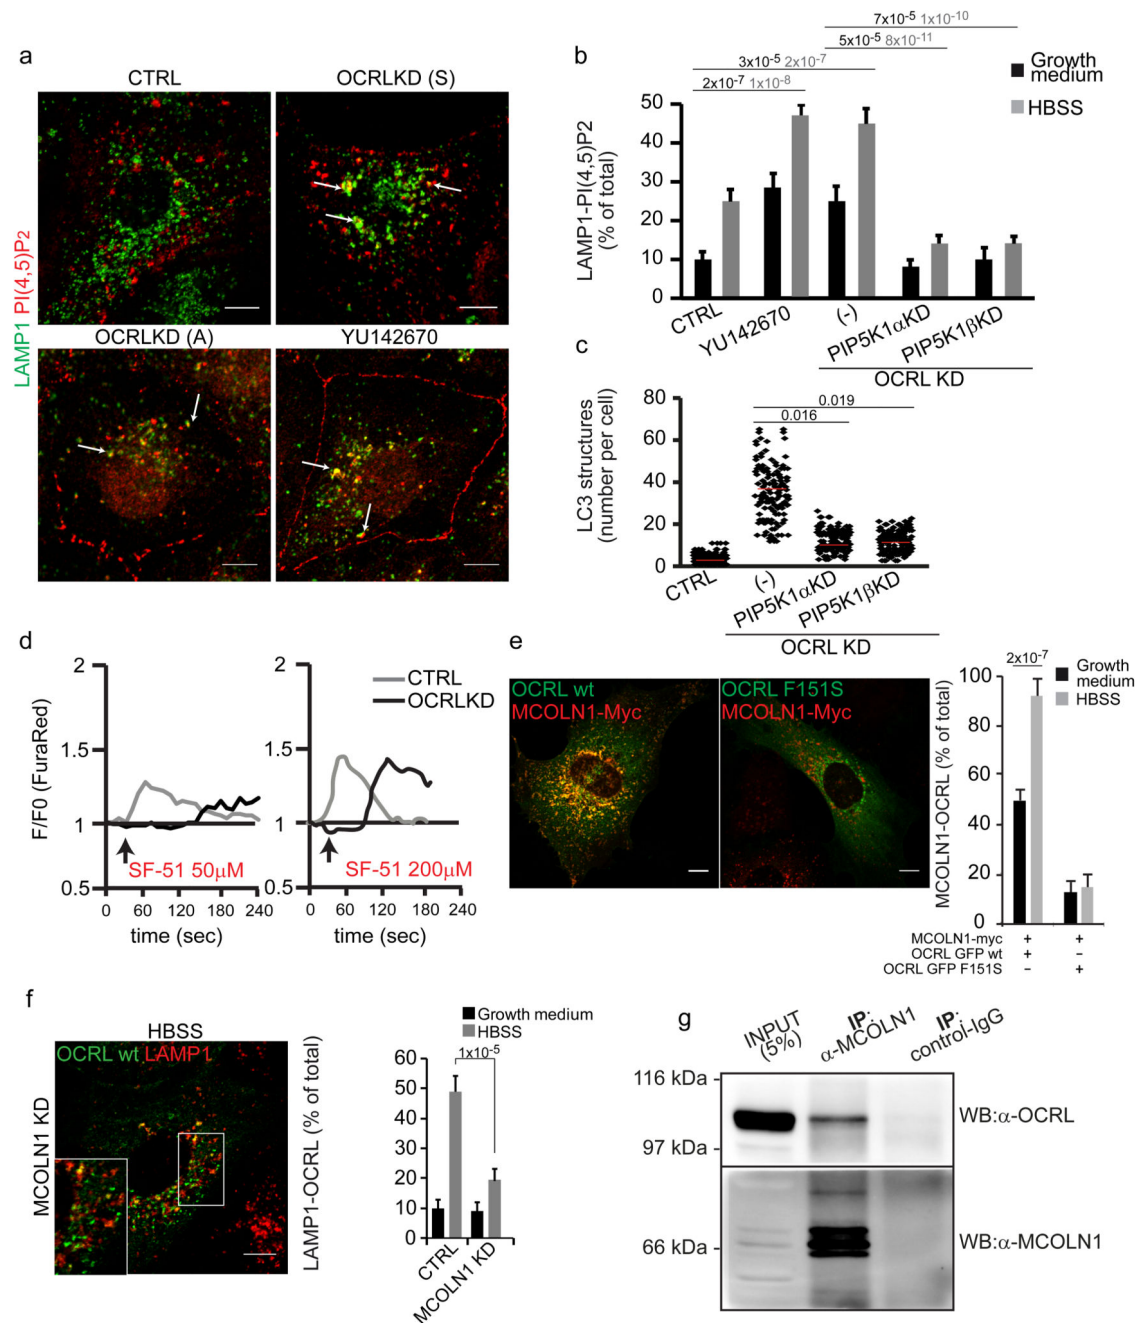 a
CTRL
OCRLKD (S)
LAMP1 PI(4,5)P2
OCRLKD (A)
YU142670
b
7x10-5 1x10-10
5x10-5 8x10-11
3x10-5 2x10-7
2x10-7 1x10-8
Growth
medium
HBSS
LAMP1-PI(4,5)P2
(% of total)
50
40
30
20
10
0
CTRL
YU142670
(-)
PIP5K1αKD
PIP5K1βKD
OCRL KD
c
0.019
0.016
LC3 structures
(number per cell)
80
60
40
20
0
CTRL
(-)
PIP5K1αKD
PIP5K1βKD
OCRL KD
d
F/F0 (FuraRed)
2
1.5
1
0.5
SF-51 50μM
0 60 120 180 240
time (sec)
2
1.5
1
0.5
CTRL
OCRLKD
SF-51 200μM
0 60 120 180 240
time (sec)
e
OCRL wt
MCOLN1-Myc
OCRL F151S
MCOLN1-Myc
2x10-7
Growth
medium
HBSS
MCOLN1-OCRL (% of total)
100
80
60
40
20
0
MCOLN1-myc + +
OCRL GFP wt + −
OCRL GFP F151S − +
f
HBSS
OCRL wt LAMP1
MCOLN1 KD
Growth medium
HBSS
1x10-5
LAMP1-OCRL (% of total)
60
50
40
30
20
10
0
CTRL
MCOLN1 KD
g
INPUT
(5%)
IP:
α-MCOLN1
IP:
control-IgG
116 kDa
97 kDa
66 kDa
WB:α-OCRL
WB:α-MCOLN1